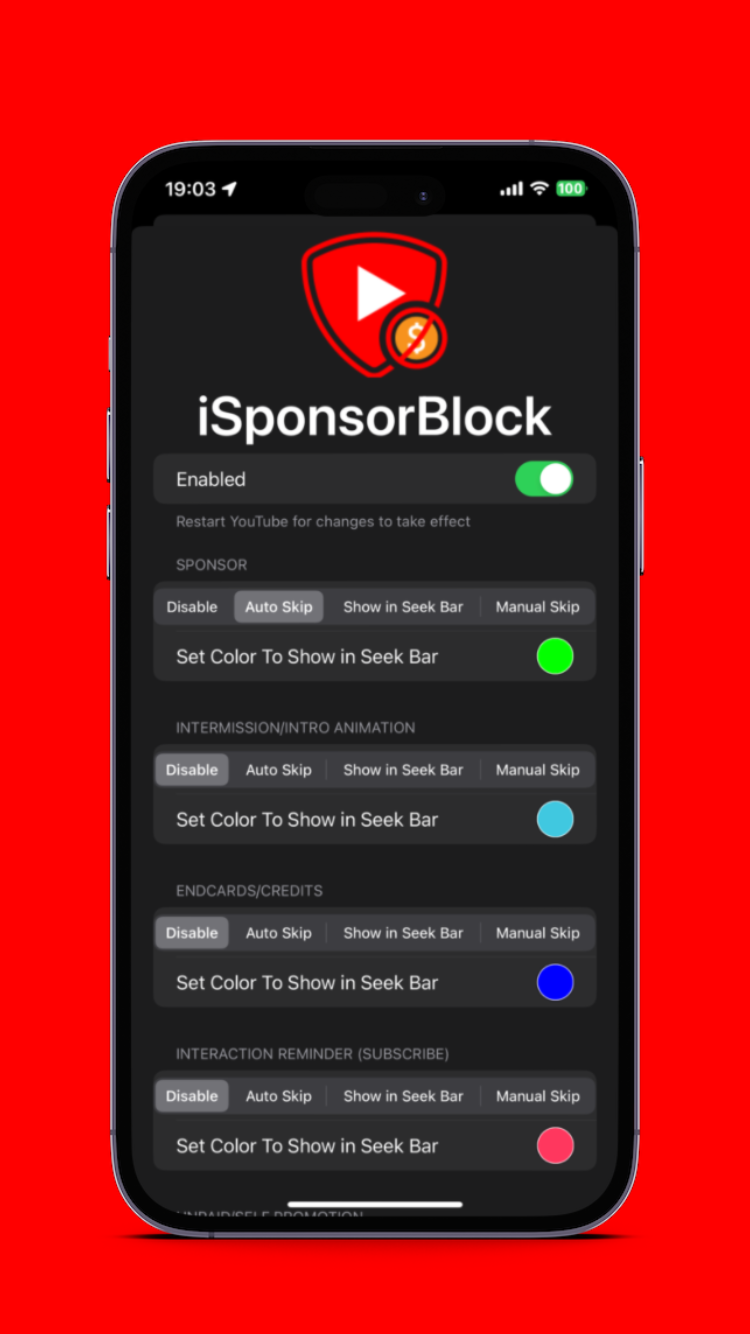 19:03
100
iSponsorBlock
Enabled
Restart YouTube for changes to take effect
SPONSOR
Disable Auto Skip Show in Seek Bar Manual Skip
Set Color To Show in Seek Bar
INTERMISSION/INTRO ANIMATION
Disable Auto Skip Show in Seek Bar Manual Skip
Set Color To Show in Seek Bar
ENDCARDS/CREDITS
Disable Auto Skip Show in Seek Bar Manual Skip
Set Color To Show in Seek Bar
INTERACTION REMINDER (SUBSCRIBE)
Disable Auto Skip Show in Seek Bar Manual Skip
Set Color To Show in Seek Bar
UNPAID/SELF PROMOTION